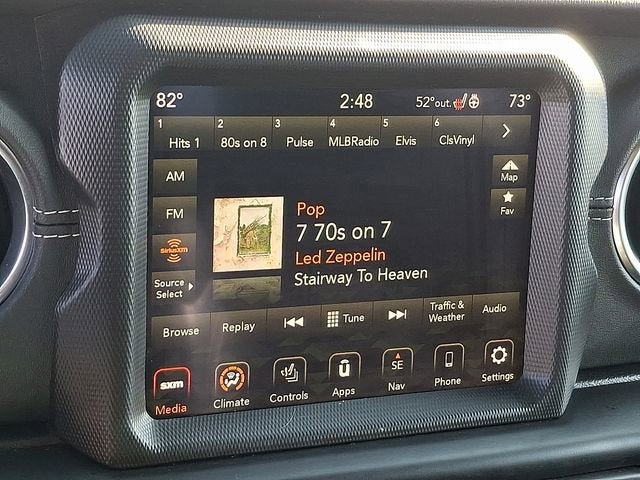 82° 2:48 52°out. 73°
1 2 3 4 5 6
Hits 1 80s on 8 Pulse MLBRadio Elvis ClsVinyl
AM
Map
FM
Fav
SiriusXM
Source
Select
Pop
7 70s on 7
Led Zeppelin
Stairway To Heaven
Browse Replay Tune Traffic &
Weather Audio
sxm
Media
Climate
Controls
u
Apps
SE
Nav
Phone
Settings